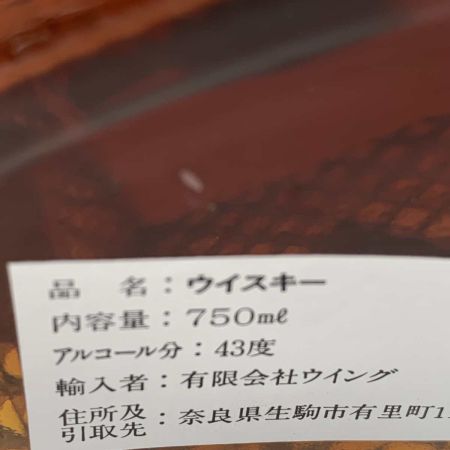 品　名：ウイスキー
内容量：750mℓ
アルコール分：43度
輸入者：有限会社ウイング
住所及
引取先：奈良県生駒市有里町1